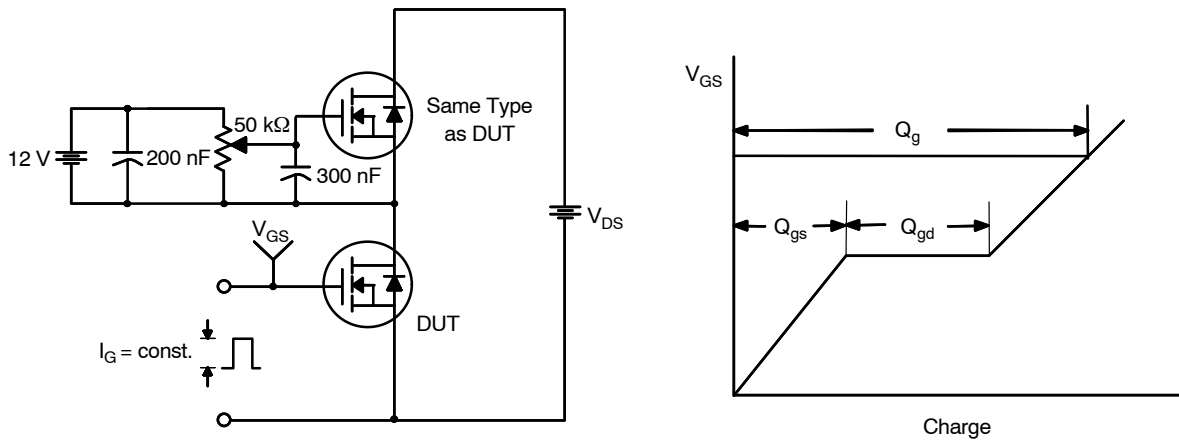 12 V
200 nF
50 kΩ
300 nF
Same Type
as DUT
V_DS
V_GS
DUT
I_G = const.
V_GS
Q_g
Q_gs
Q_gd
Charge